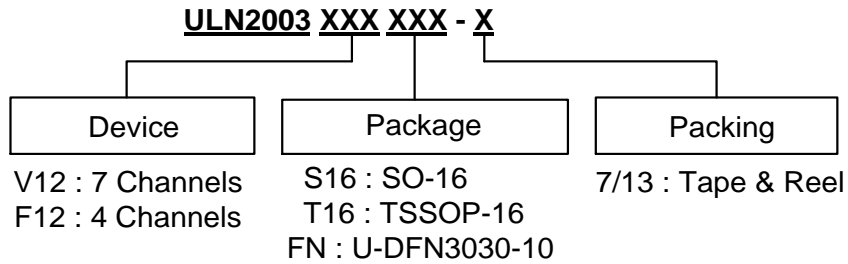 ULN2003 XXX XXX - X
Device
Package
Packing
V12 : 7 Channels
F12 : 4 Channels
S16 : SO-16
T16 : TSSOP-16
FN : U-DFN3030-10
7/13 : Tape & Reel